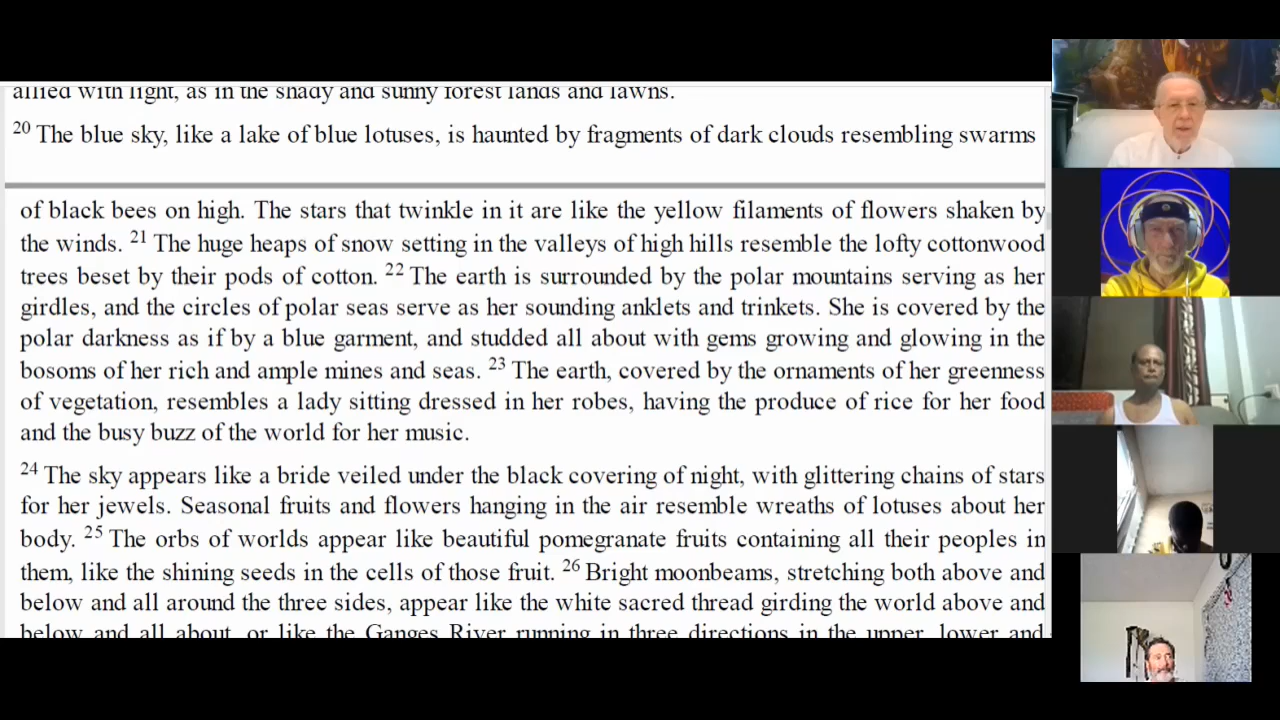 allied with light, as in the shady and sunny forest lands and lawns.
20 The blue sky, like a lake of blue lotuses, is haunted by fragments of dark clouds resembling swarms
of black bees on high. The stars that twinkle in it are like the yellow filaments of flowers shaken by
the winds. 21 The huge heaps of snow setting in the valleys of high hills resemble the lofty cottonwood
trees beset by their pods of cotton. 22 The earth is surrounded by the polar mountains serving as her
girdles, and the circles of polar seas serve as her sounding anklets and trinkets. She is covered by the
polar darkness as if by a blue garment, and studded all about with gems growing and glowing in the
bosoms of her rich and ample mines and seas. 23 The earth, covered by the ornaments of her greenness
of vegetation, resembles a lady sitting dressed in her robes, having the produce of rice for her food
and the busy buzz of the world for her music.
24 The sky appears like a bride veiled under the black covering of night, with glittering chains of stars
for her jewels. Seasonal fruits and flowers hanging in the air resemble wreaths of lotuses about her
body. 25 The orbs of worlds appear like beautiful pomegranate fruits containing all their peoples in
them, like the shining seeds in the cells of those fruit. 26 Bright moonbeams, stretching both above and
below and all around the three sides, appear like the white sacred thread girding the world above and
below and all about, or like the Ganges River running in three directions in the upper, lower and